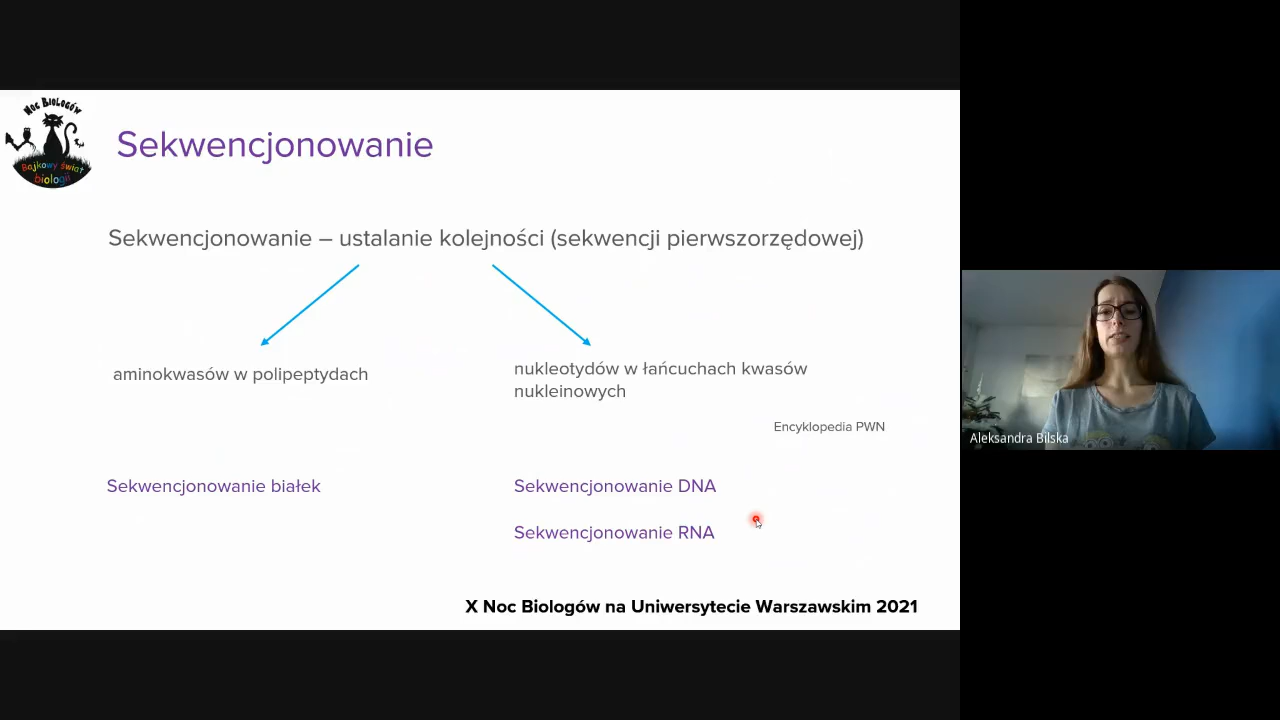 Noc Biologów
Bajkowy świat
biologii
Sekwencjonowanie
Sekwencjonowanie – ustalanie kolejności (sekwencji pierwszorzędowej)
aminokwasów w polipeptydach
nukleotydów w łańcuchach kwasów
nukleinowych
Encyklopedia PWN
Sekwencjonowanie białek
Sekwencjonowanie DNA
Sekwencjonowanie RNA
X Noc Biologów na Uniwersytecie Warszawskim 2021
Aleksandra Bilska